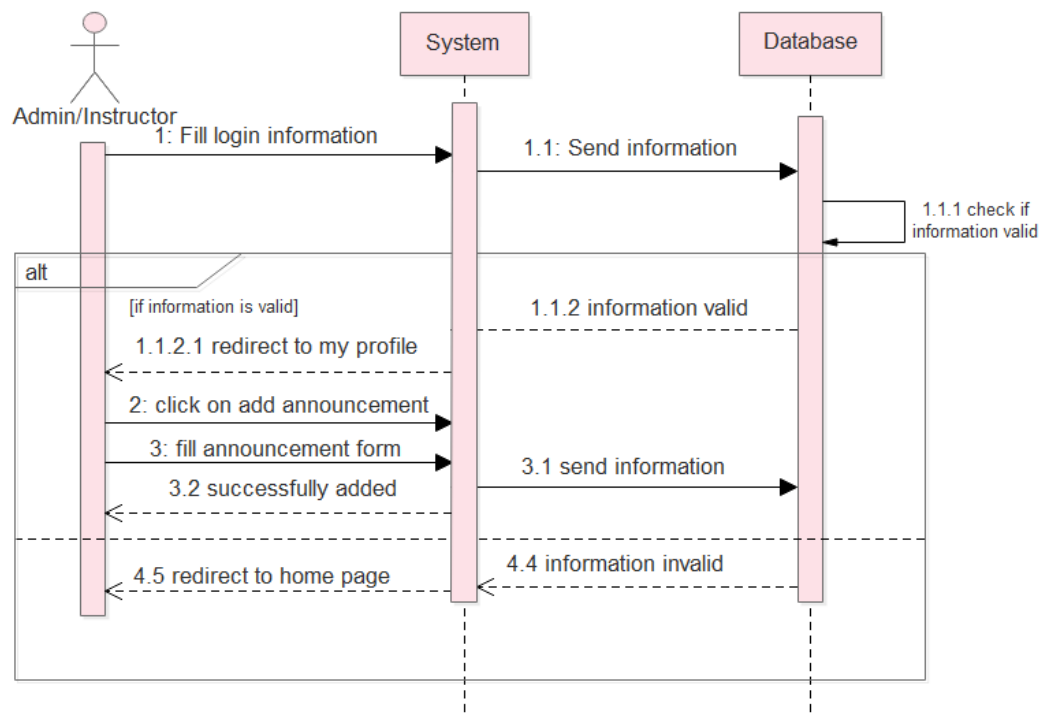 System
Database
Admin/Instructor
1: Fill login information
1.1: Send information
1.1.1 check if
information valid
alt
[if information is valid]
1.1.2 information valid
1.1.2.1 redirect to my profile
2: click on add announcement
3: fill announcement form
3.1 send information
3.2 successfully added
4.4 information invalid
4.5 redirect to home page